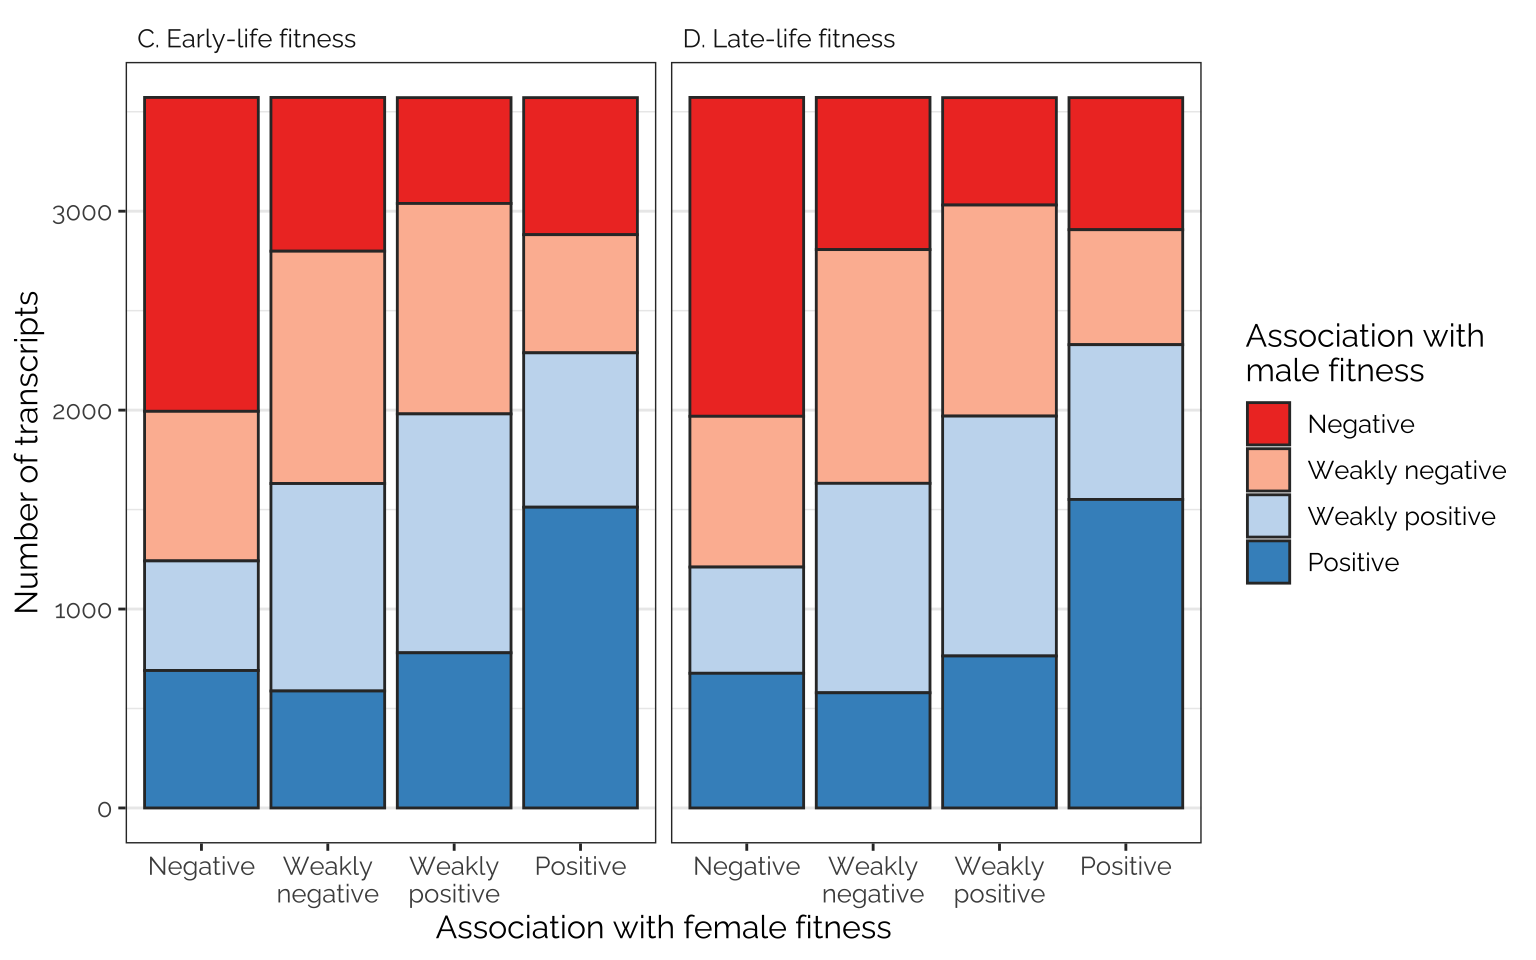 C. Early-life fitness
D. Late-life fitness
Number of transcripts
3000
2000
1000
0
Negative
Weakly
negative
Weakly
positive
Positive
Negative
Weakly
negative
Weakly
positive
Positive
Association with female fitness
Association with
male fitness
Negative
Weakly negative
Weakly positive
Positive